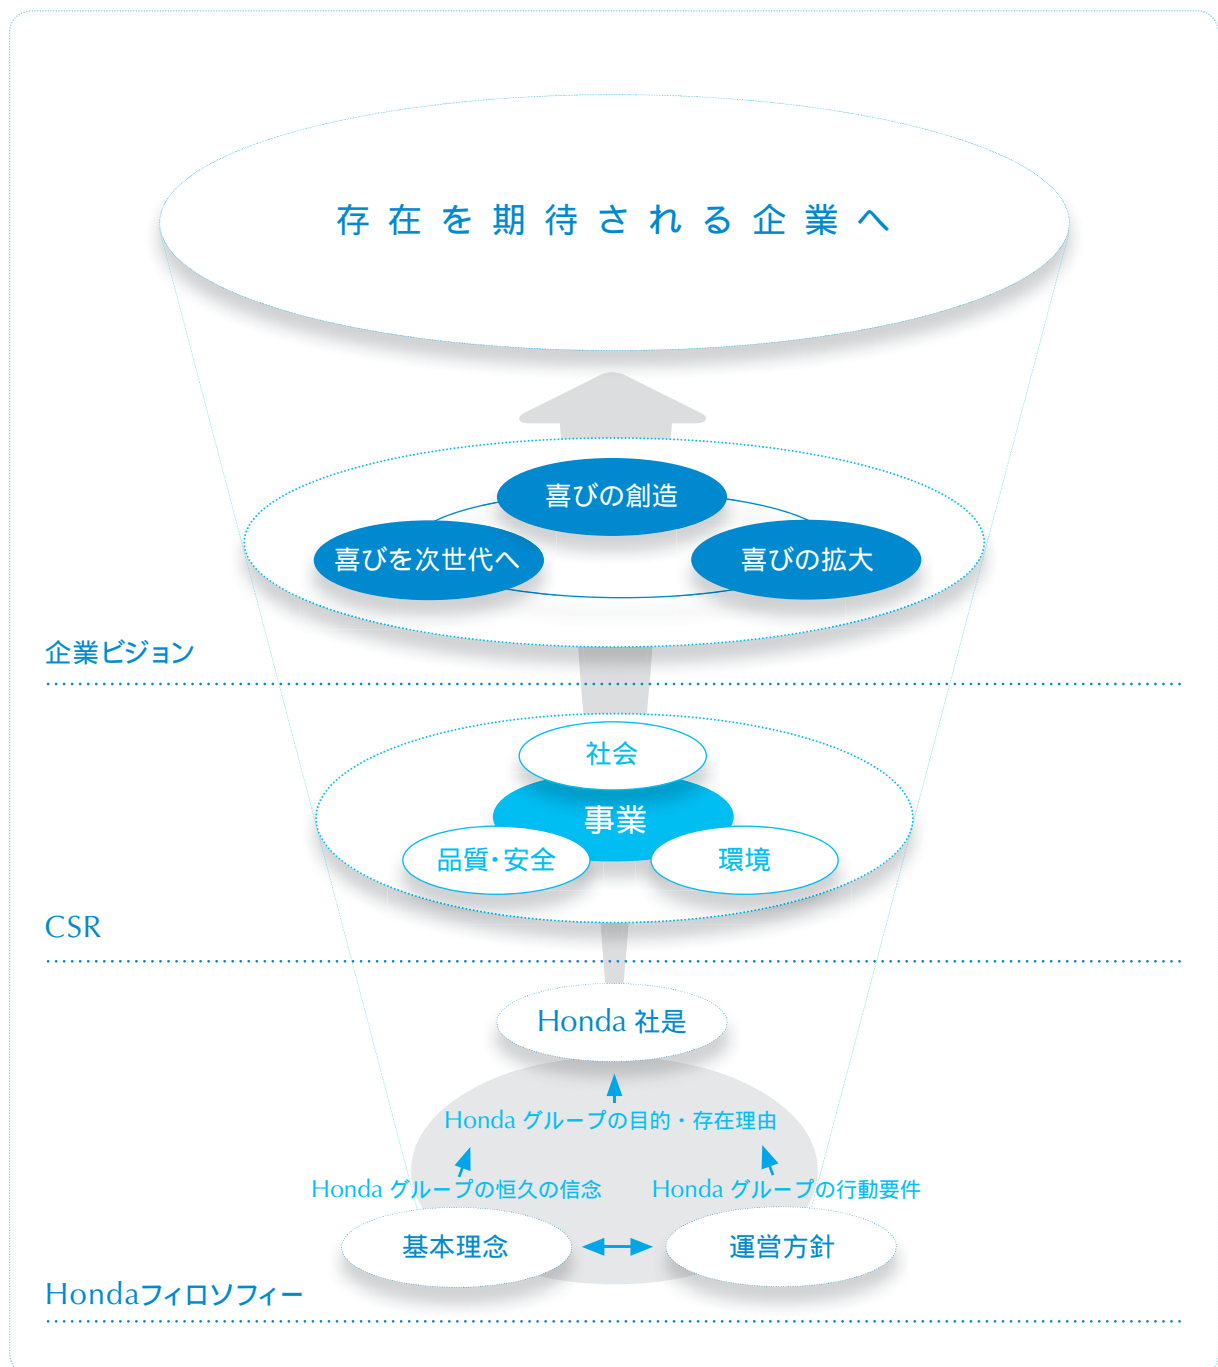 存在を期待される企業へ
喜びの創造
喜びを次世代へ
喜びの拡大
企業ビジョン
社会
事業
品質・安全
環境
CSR
Honda 社是
Honda グループの目的・存在理由
Honda グループの恒久の信念
Honda グループの行動要件
基本理念
運営方針
Hondaフィロソフィー